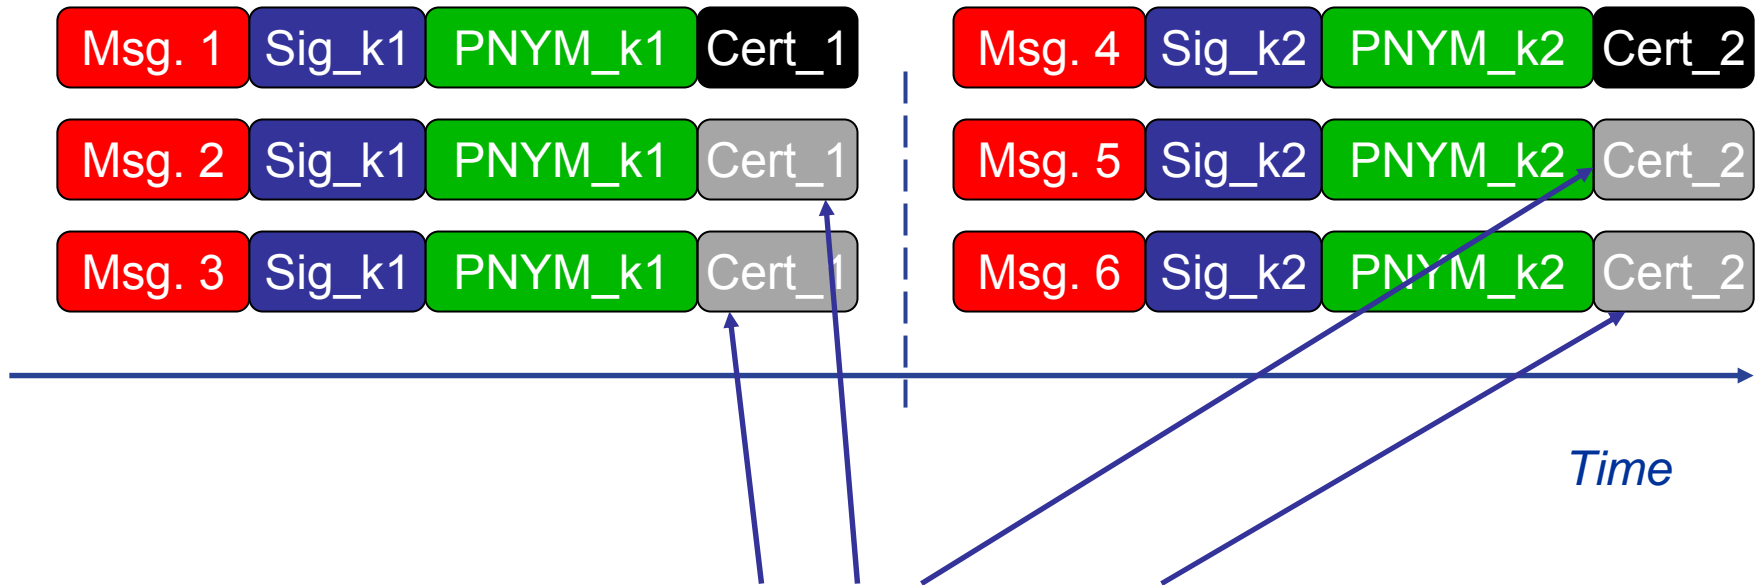 Msg. 1 Sig_k1 PNYM_k1 Cert_1 Msg. 4 Sig_k2 PNYM_k2 Cert_2
Msg. 2 Sig_k1 PNYM_k1 Cert_1 Msg. 5 Sig_k2 PNYM_k2 Cert_2
Msg. 3 Sig_k1 PNYM_k1 Cert_1 Msg. 6 Sig_k2 PNYM_k2 Cert_2
Time